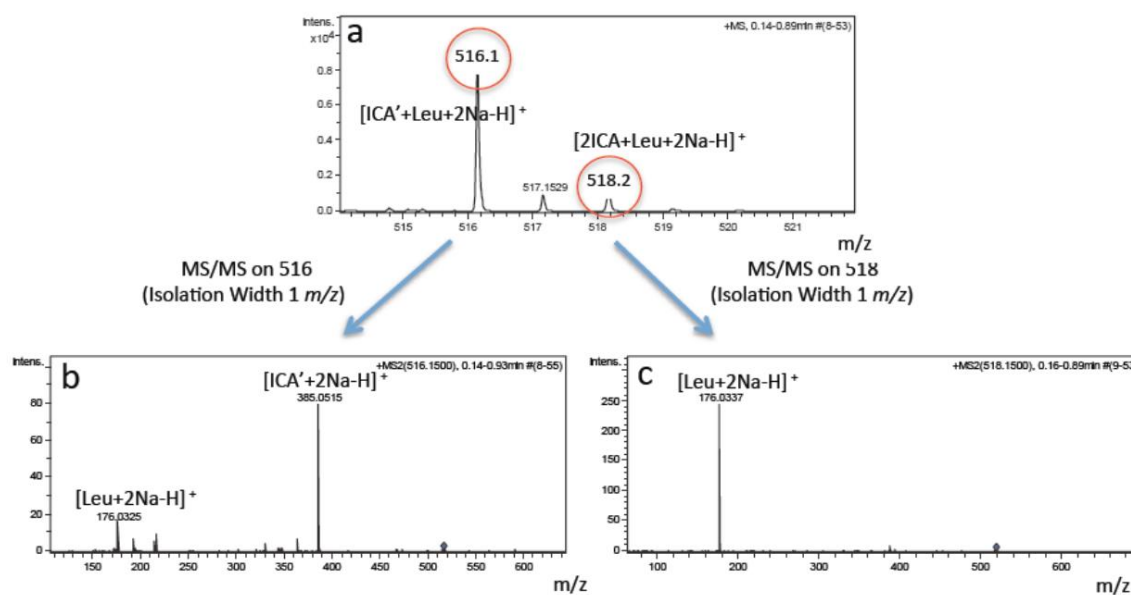 a
Intens.
x10⁴
+MS, 0.14-0.89min #(8-53)
516.1
[ICA′+Leu+2Na-H]⁺
[2ICA+Leu+2Na-H]⁺
517.1529
518.2
0.8
0.6
0.4
0.2
0.0
515 516 517 518 519 520 521
m/z
MS/MS on 516
(Isolation Width 1 m/z)
MS/MS on 518
(Isolation Width 1 m/z)
b
Intens.
+MS2(516.1500), 0.14-0.93min #(8-55)
[ICA′+2Na-H]⁺
385.0515
[Leu+2Na-H]⁺
176.0325
80
60
40
20
0
150 200 250 300 350 400 450 500 550 600
m/z
c
Intens.
+MS2(518.1500), 0.16-0.89min #(9-53
[Leu+2Na-H]⁺
176.0337
250
200
150
100
50
0
100 200 300 400 500 600
m/z